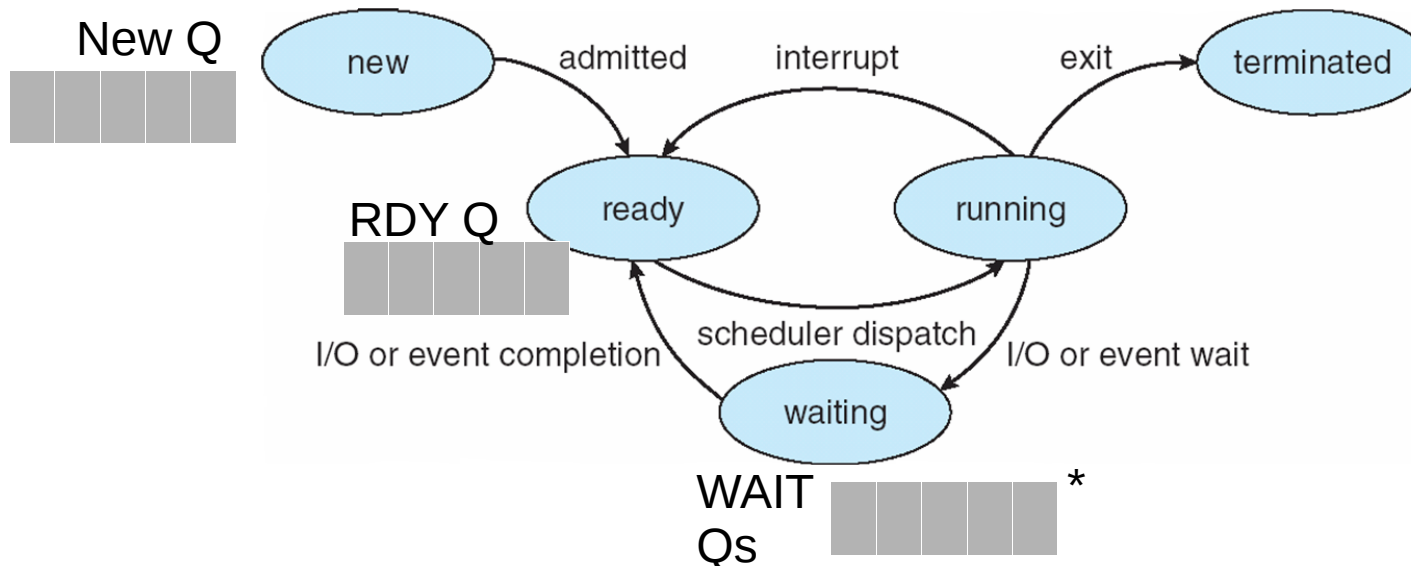 New Q
new
admitted
interrupt
exit
terminated
RDY Q
ready
running
scheduler dispatch
I/O or event completion
I/O or event wait
waiting
WAIT
Qs
*